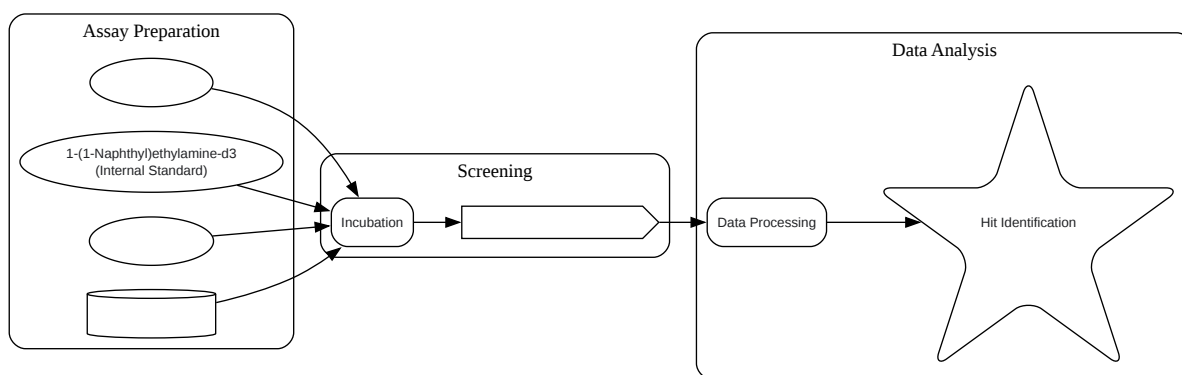 Assay Preparation
1-(1-Naphthyl)ethylamine-d3
(Internal Standard)
Screening
Incubation
Data Analysis
Data Processing
Hit Identification